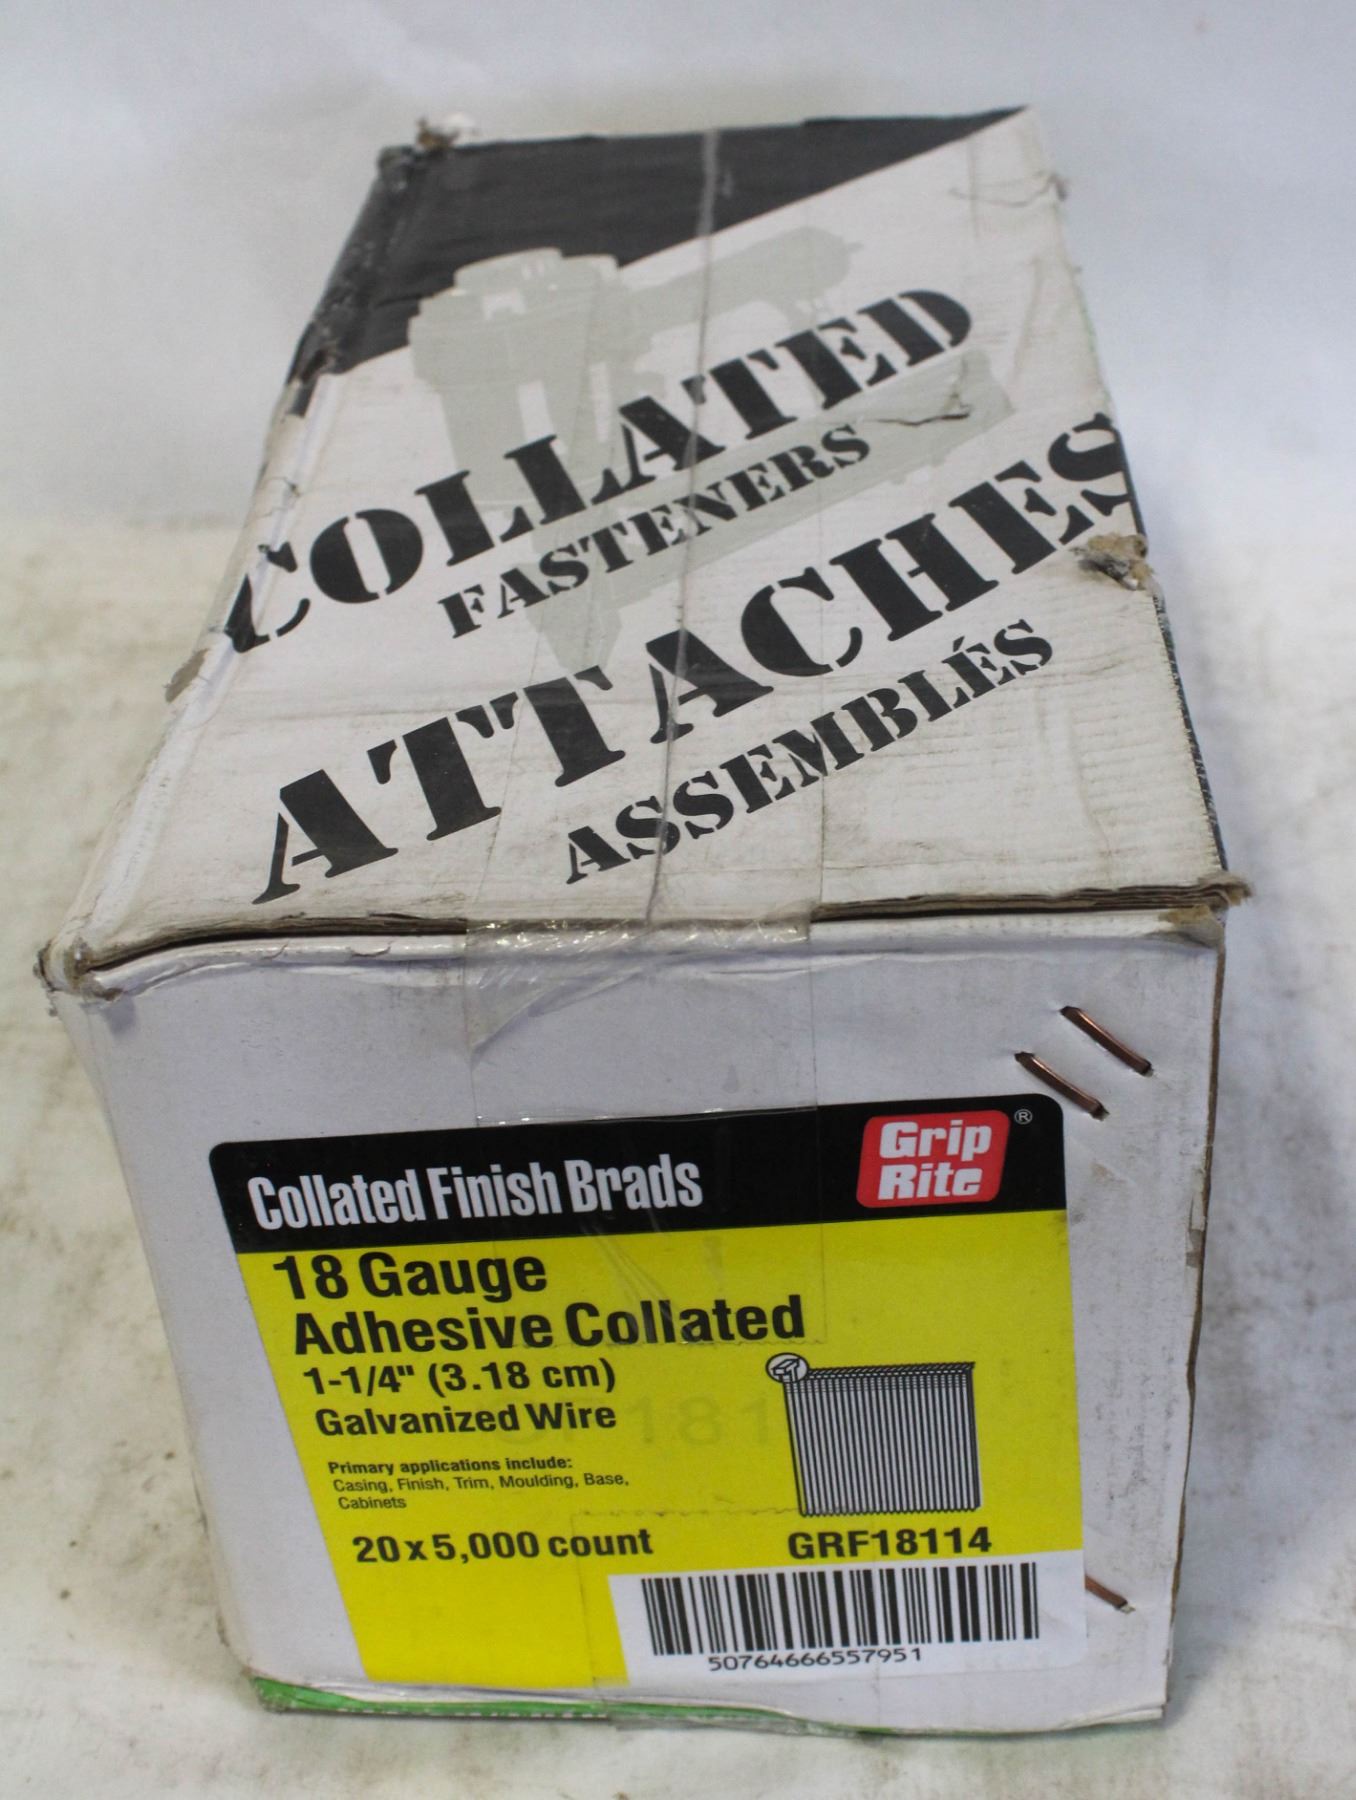 COLLATED
FASTENERS
ATTACHES
ASSEMBLÉS
Collated Finish Brads
Grip
Rite
®
18 Gauge
Adhesive Collated
1-1/4" (3.18 cm)
Galvanized Wire
Primary applications include:
Casing, Finish, Trim, Moulding, Base,
Cabinets
20 x 5,000 count
GRF18114
50764666557951